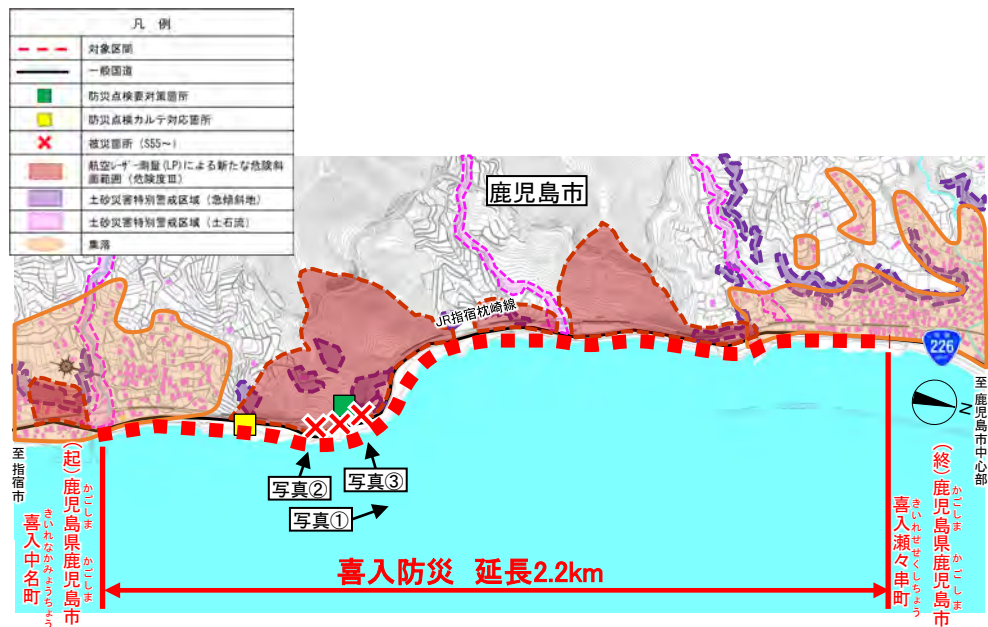 凡　例
対象区間
一般国道
防災点検要対策箇所
防災点検カルテ対応箇所
被災箇所（S55～）
航空ﾚｰｻﾞｰ測量(LP)による新たな危険斜
面範囲（危険度Ⅲ）
土砂災害特別警戒区域（急傾斜地）
土砂災害特別警戒区域（土石流）
集落
鹿児島市
JR指宿枕崎線
226
N
至 鹿児島市中心部
至 指宿市
写真②
写真③
写真①
（起）鹿児島県鹿児島市
かごしま かごしま
喜入中名町
きいれなかみょうちょう
（終）鹿児島県鹿児島市
かごしま かごしま
喜入瀬々串町
きいれせせくしちょう
喜入防災　延長2.2km